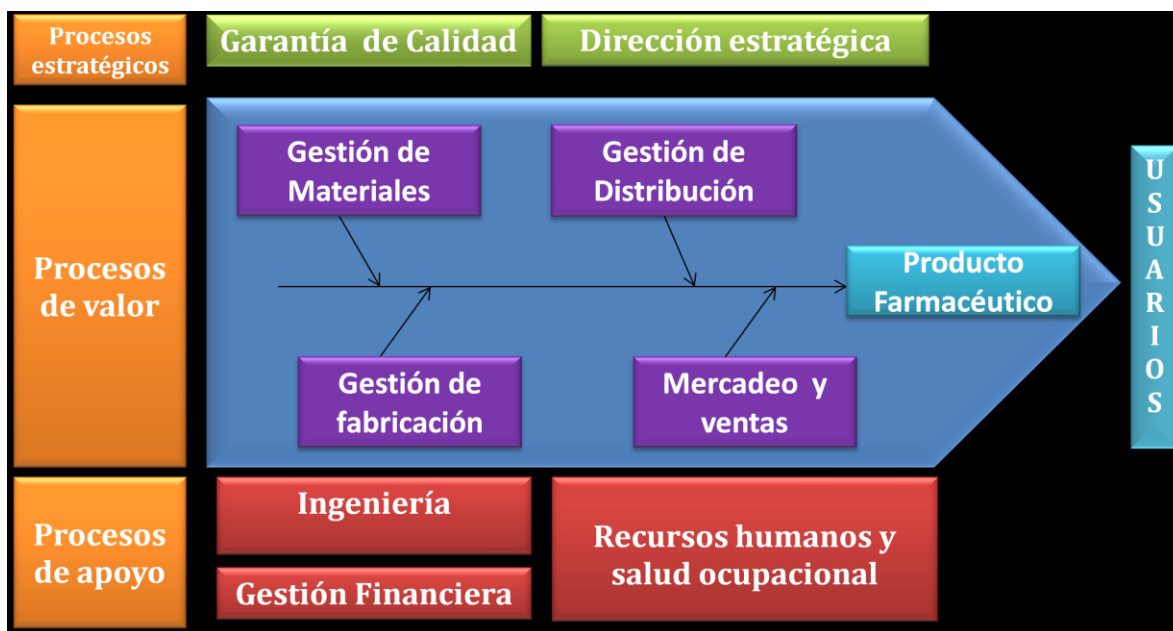 Procesos
estratégicos
Garantía de Calidad
Dirección estratégica
Procesos
de valor
Gestión de
Materiales
Gestión de
Distribución
Producto
Farmacéutico
Gestión de
fabricación
Mercadeo y
ventas
U
S
U
A
R
I
O
S
Procesos
de apoyo
Ingeniería
Gestión Financiera
Recursos humanos y
salud ocupacional